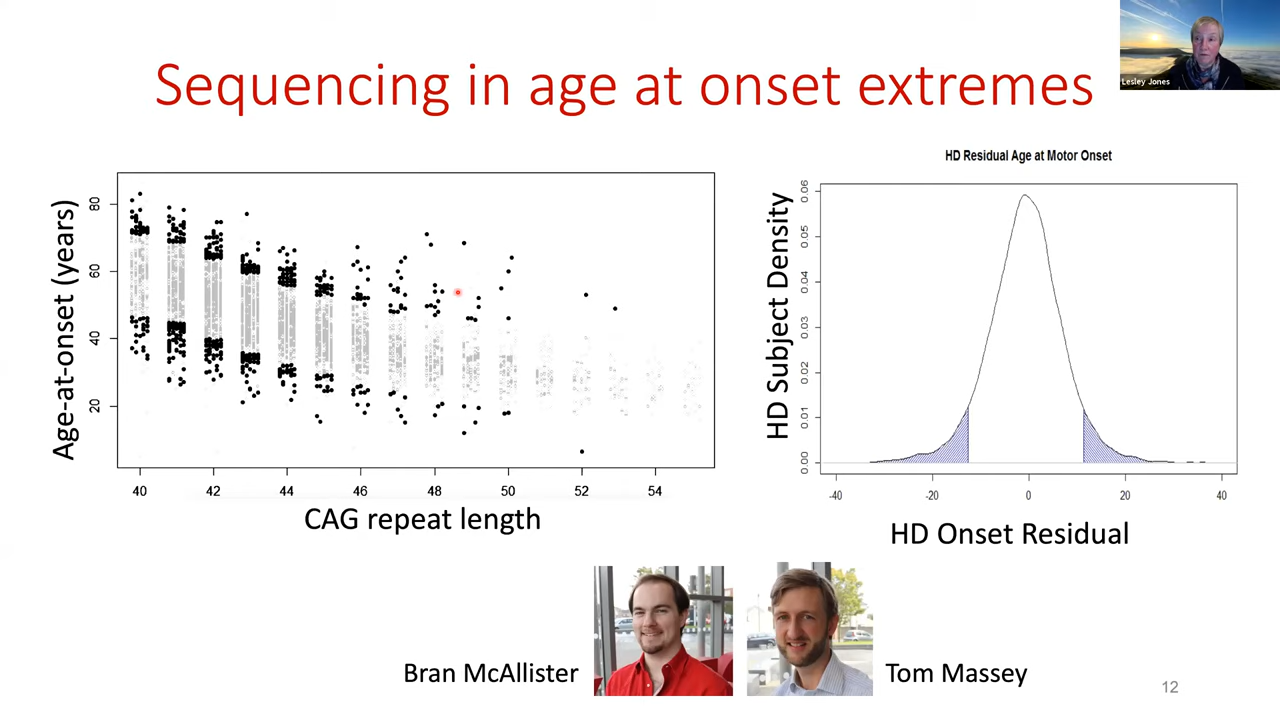 Sequencing in age at onset extremes
Lesley Jones
Age-at-onset (years)
80
60
40
20
40 42 44 46 48 50 52 54
CAG repeat length
HD Residual Age at Motor Onset
HD Subject Density
0.06
0.05
0.04
0.03
0.02
0.01
0.00
-40 -20 0 20 40
HD Onset Residual
Bran McAllister
Tom Massey
12